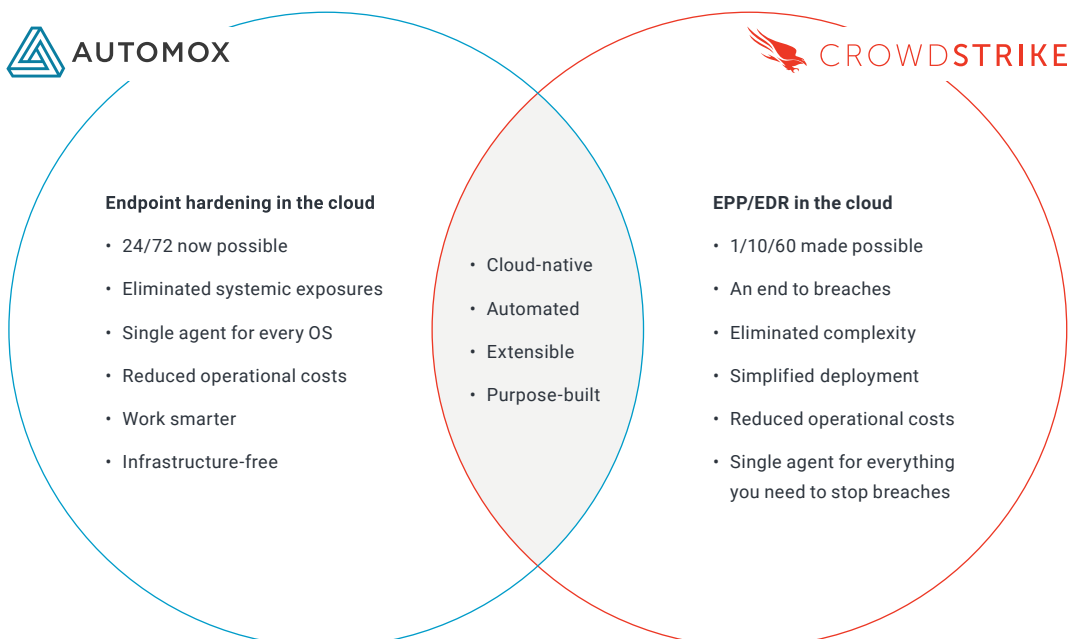 AUTOMOX
CROWDSTRIKE
Endpoint hardening in the cloud
• 24/72 now possible
• Eliminated systemic exposures
• Single agent for every OS
• Reduced operational costs
• Work smarter
• Infrastructure-free
• Cloud-native
• Automated
• Extensible
• Purpose-built
EPP/EDR in the cloud
• 1/10/60 made possible
• An end to breaches
• Eliminated complexity
• Simplified deployment
• Reduced operational costs
• Single agent for everything
you need to stop breaches